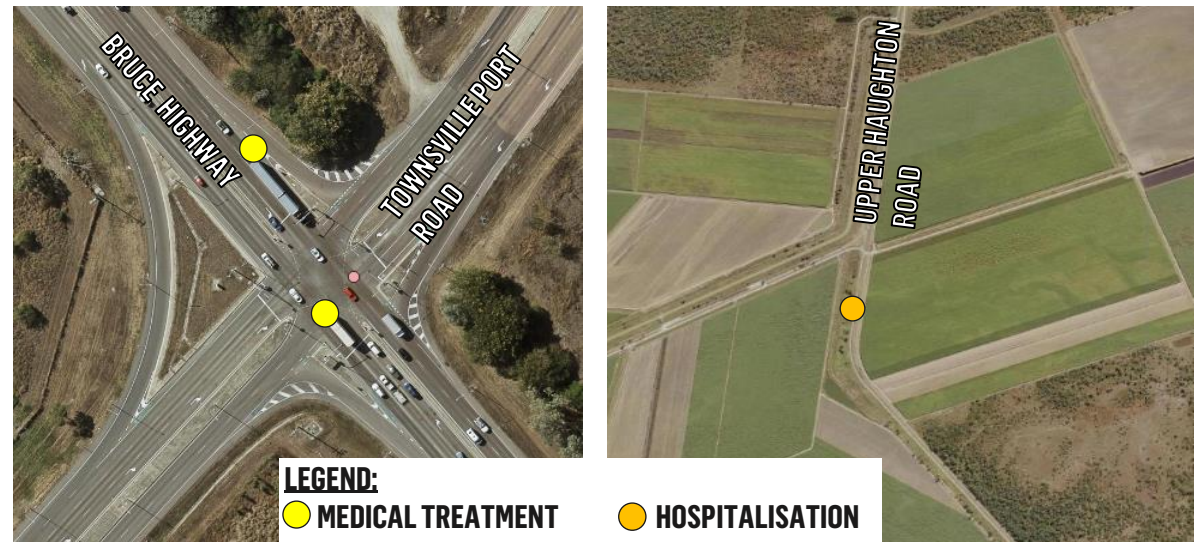 BRUCE HIGHWAY
TOWNSVILLE PORT
ROAD
UPPER HAUGHTON
ROAD
LEGEND:
MEDICAL TREATMENT
HOSPITALISATION